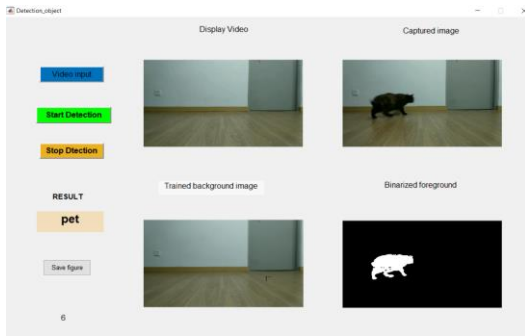 Detection_object
Display Video
Captured image
Video input
Start Detection
Stop Dtection
Trained background image
Binarized foreground
RESULT
pet
Save figure
6